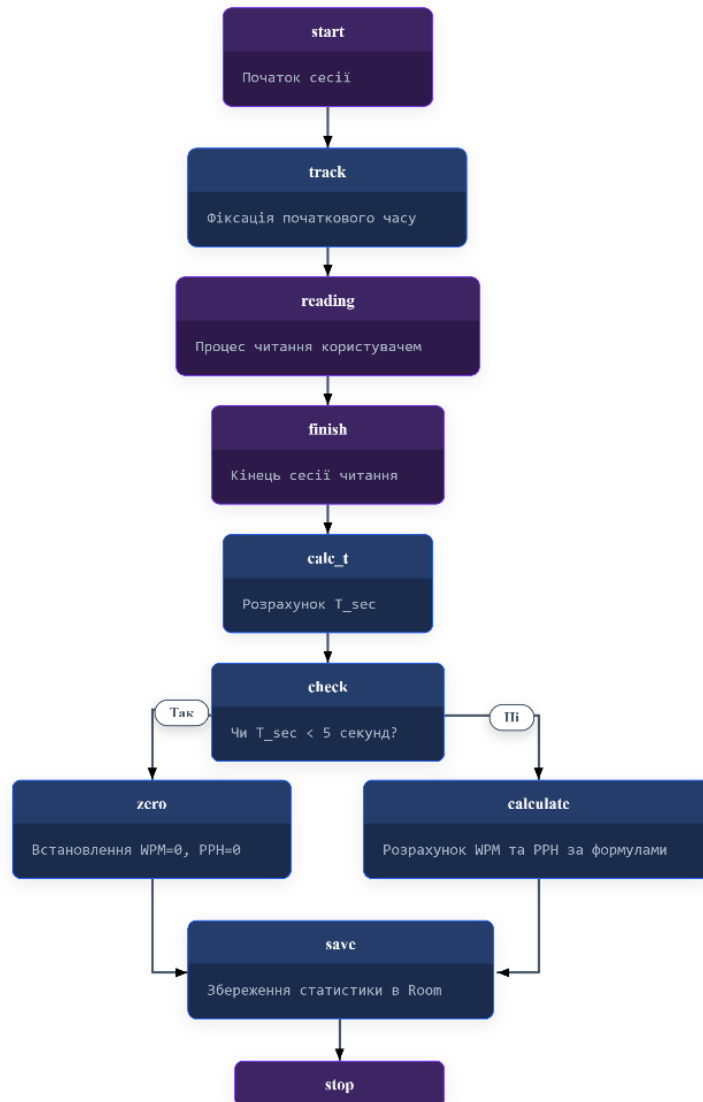 start
Початок сесії
track
Фіксація початкового часу
reading
Процес читання користувачем
finish
Кінець сесії читання
calc_t
Розрахунок T_sec
check
Чи T_sec < 5 секунд?
Так
Ні
zero
Встановлення WPM=0, PPH=0
calculate
Розрахунок WPM та PPH за формулами
save
Збереження статистики в Room
stop